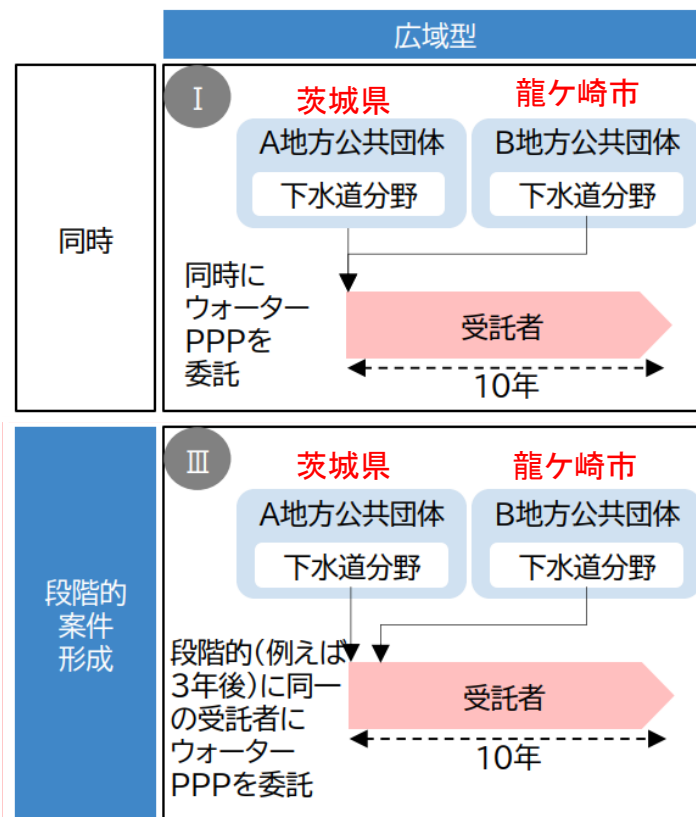 広域型
同時
Ⅰ
茨城県
龍ケ崎市
A地方公共団体
B地方公共団体
下水道分野
下水道分野
同時に
ウォーター
PPPを
委託
受託者
10年
段階的
案件
形成
Ⅲ
茨城県
龍ケ崎市
A地方公共団体
B地方公共団体
下水道分野
下水道分野
段階的(例えば
3年後)に同一
の受託者に
ウォーター
PPPを委託
受託者
10年